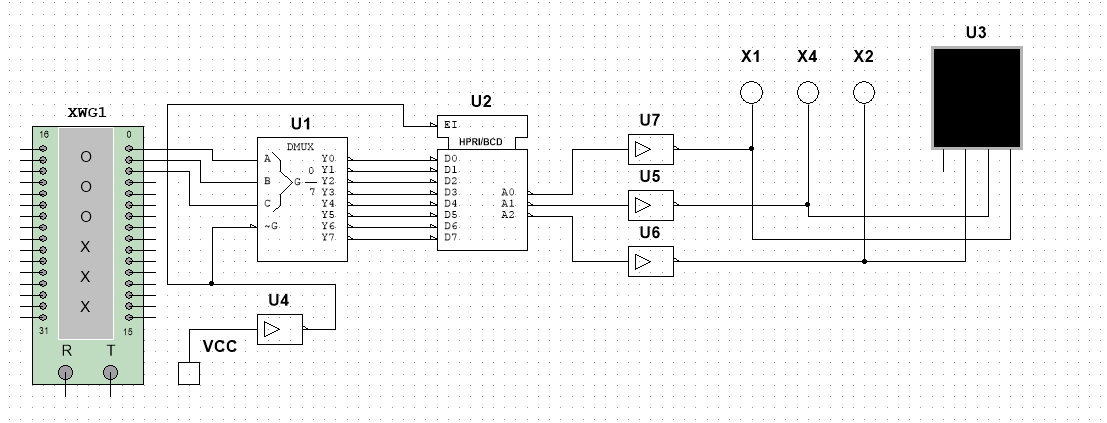 XWG1
16 0
O
O
O
X
X
X
31 15
R T
VCC
U4
U1
DMUX
A
B
C
~G
0
G
7
Y0
Y1
Y2
Y3
Y4
Y5
Y6
Y7
U2
EI
HPRI/BCD
D0
D1
D2
D3
D4
D5
D6
D7
A0
A1
A2
U7
U5
U6
X1 X4 X2
U3